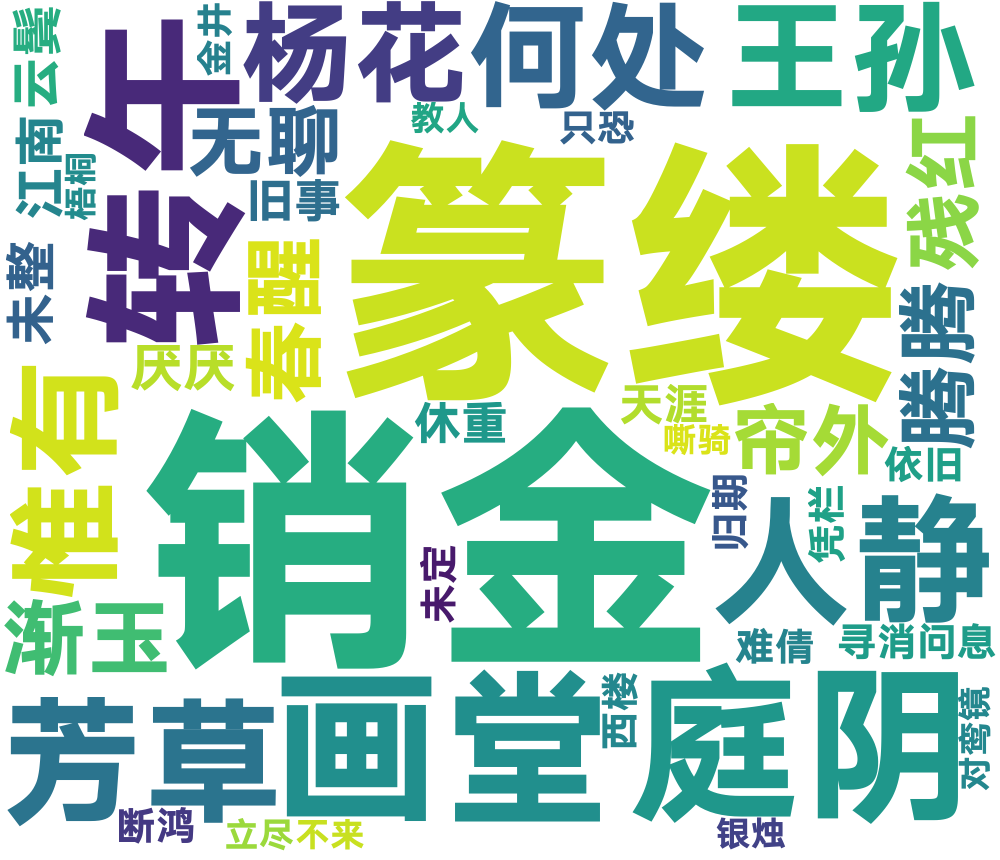 云鬟
金井
杨花
何处
王孙
转午
无聊
教人
只恐
江南
梧桐
旧事
篆缕
残红
未整
春醒
腾腾
厌厌
惟有
休重
天涯
嘶骑
帘外
依旧
销金
归期
凭栏
人静
未定
渐玉
难倩
寻消问息
芳草
画堂
西楼
庭阴
对鸾镜
断鸿
立尽
不来
银烛